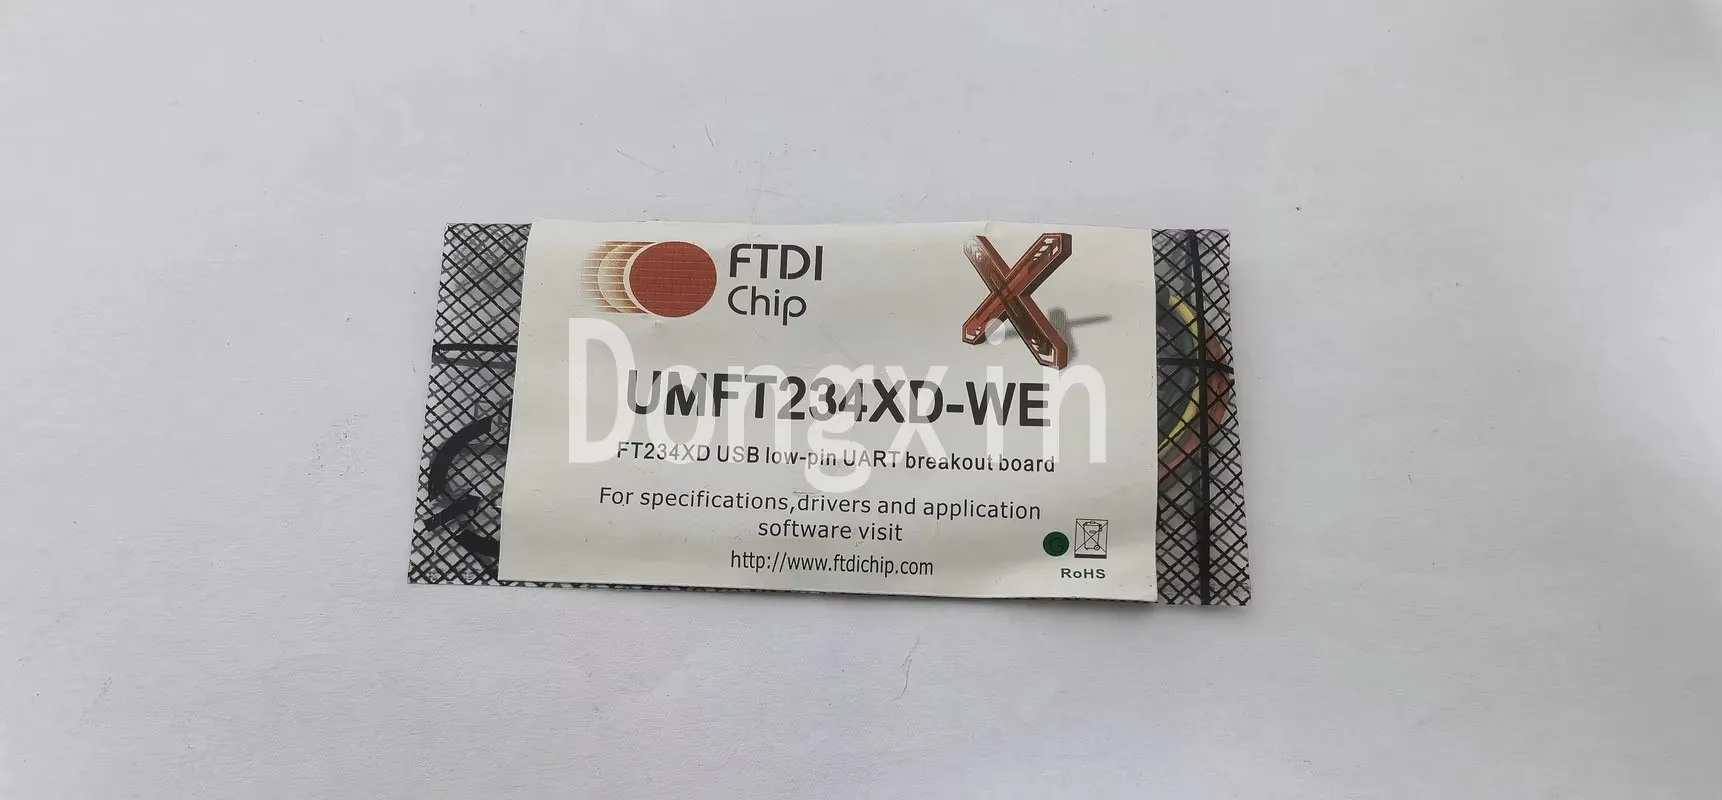 FTDI
Chip
Dongxin
UMFT234XD-WE
FT234XD USB low-pin UART breakout board
For specifications,drivers and application
software visit
http://www.ftdichip.com
G
RoHS